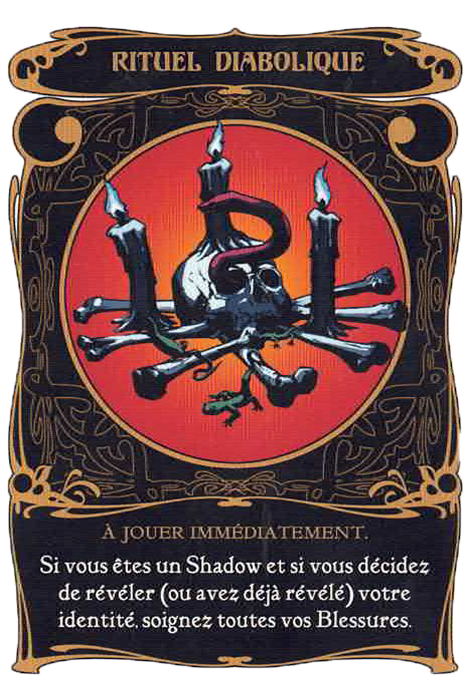 RITUEL DIABOLIQUE
À JOUER IMMÉDIATEMENT.
Si vous êtes un Shadow et si vous décidez
de révéler (ou avez déjà révélé) votre
identité, soignez toutes vos Blessures.